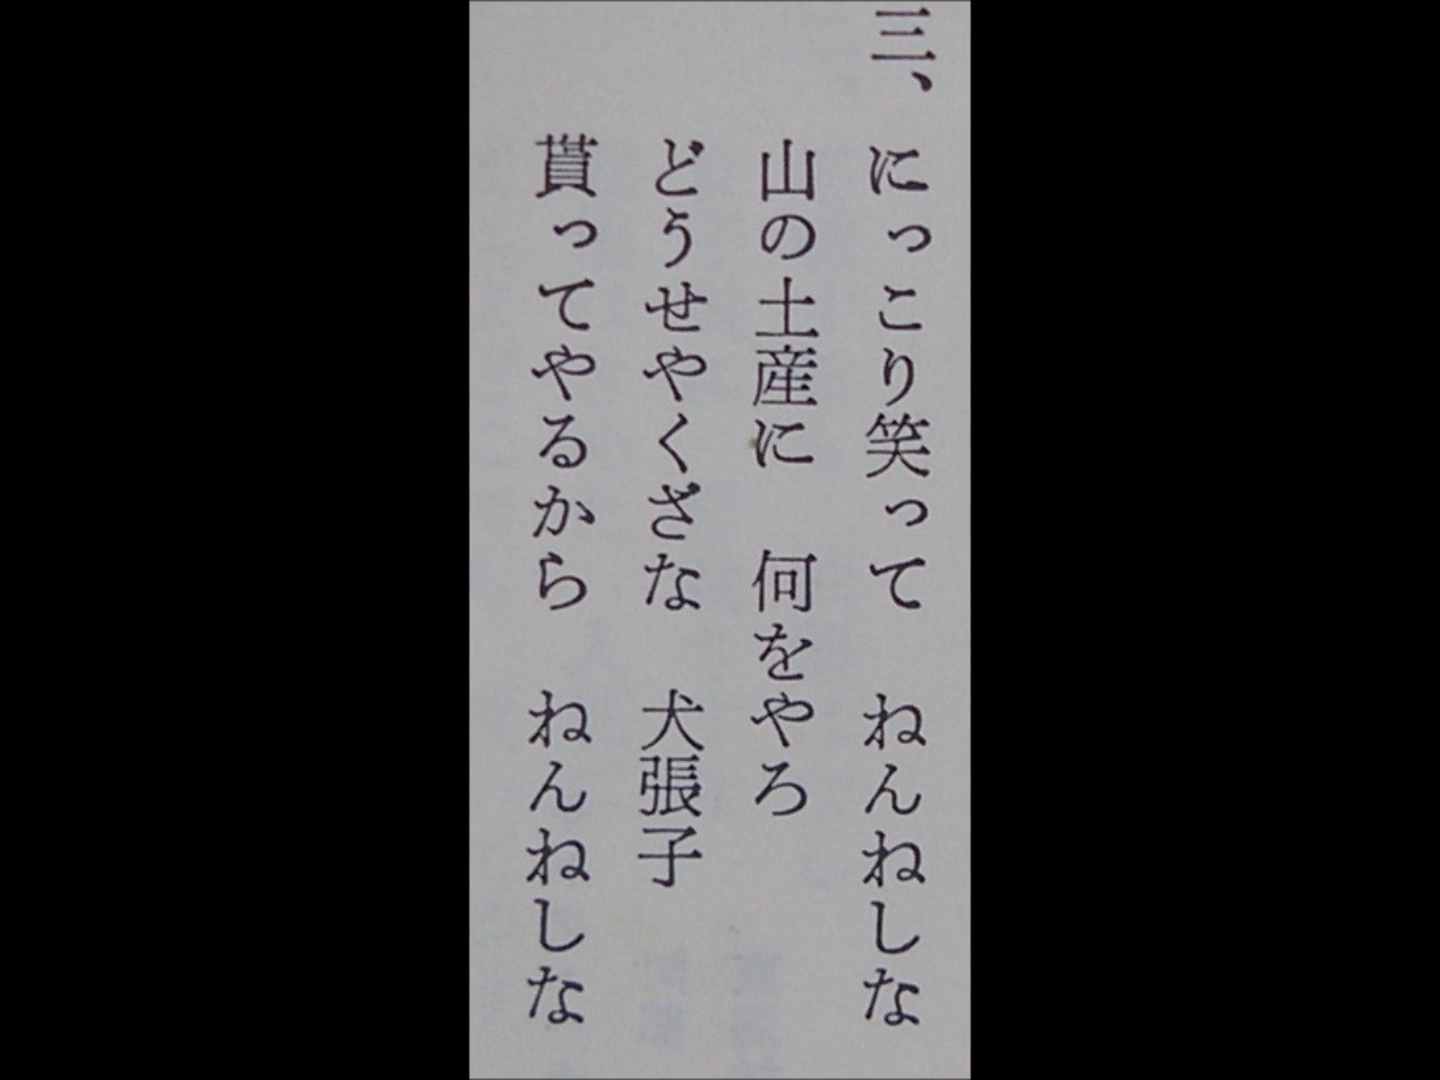 三、にっこり笑って　ねんねしな
山の土産に　何をやろ
どうせやくざな　犬張子
貰ってやるから　ねんねしな